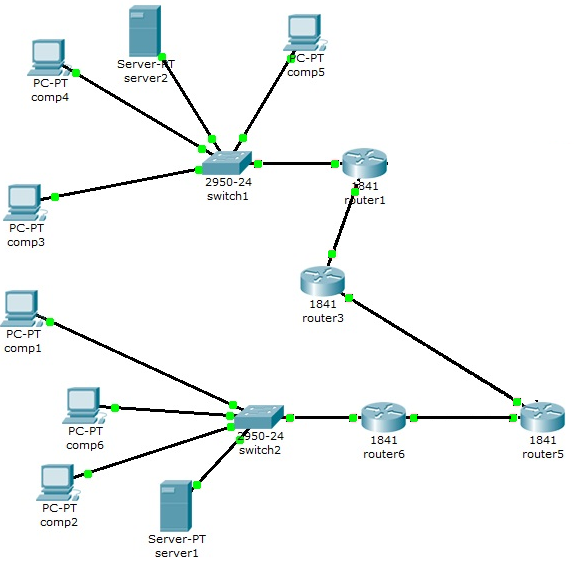 PC-PT
comp4
Server-PT
server2
PC-PT
comp5
2950-24
switch1
1841
router1
PC-PT
comp3
1841
router3
PC-PT
comp1
PC-PT
comp6
2950-24
switch2
1841
router6
1841
router5
PC-PT
comp2
Server-PT
server1